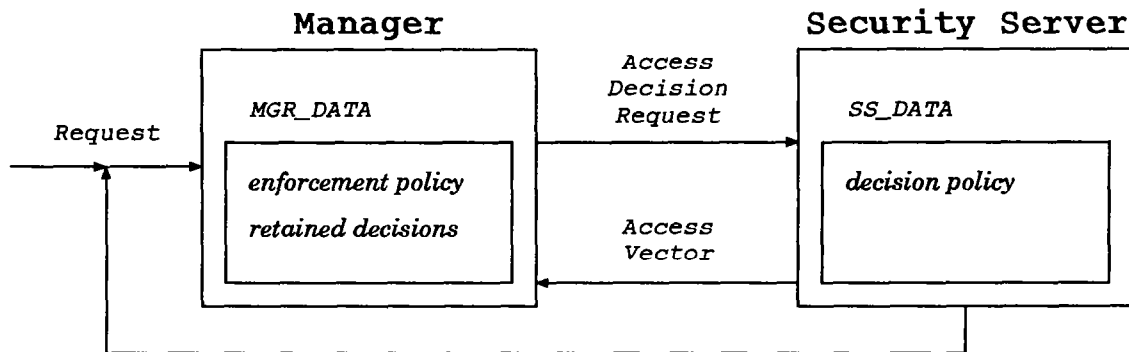 Manager
Security Server
Access
Decision
Request
Request
MGR_DATA
SS_DATA
enforcement policy
retained decisions
decision policy
Access
Vector